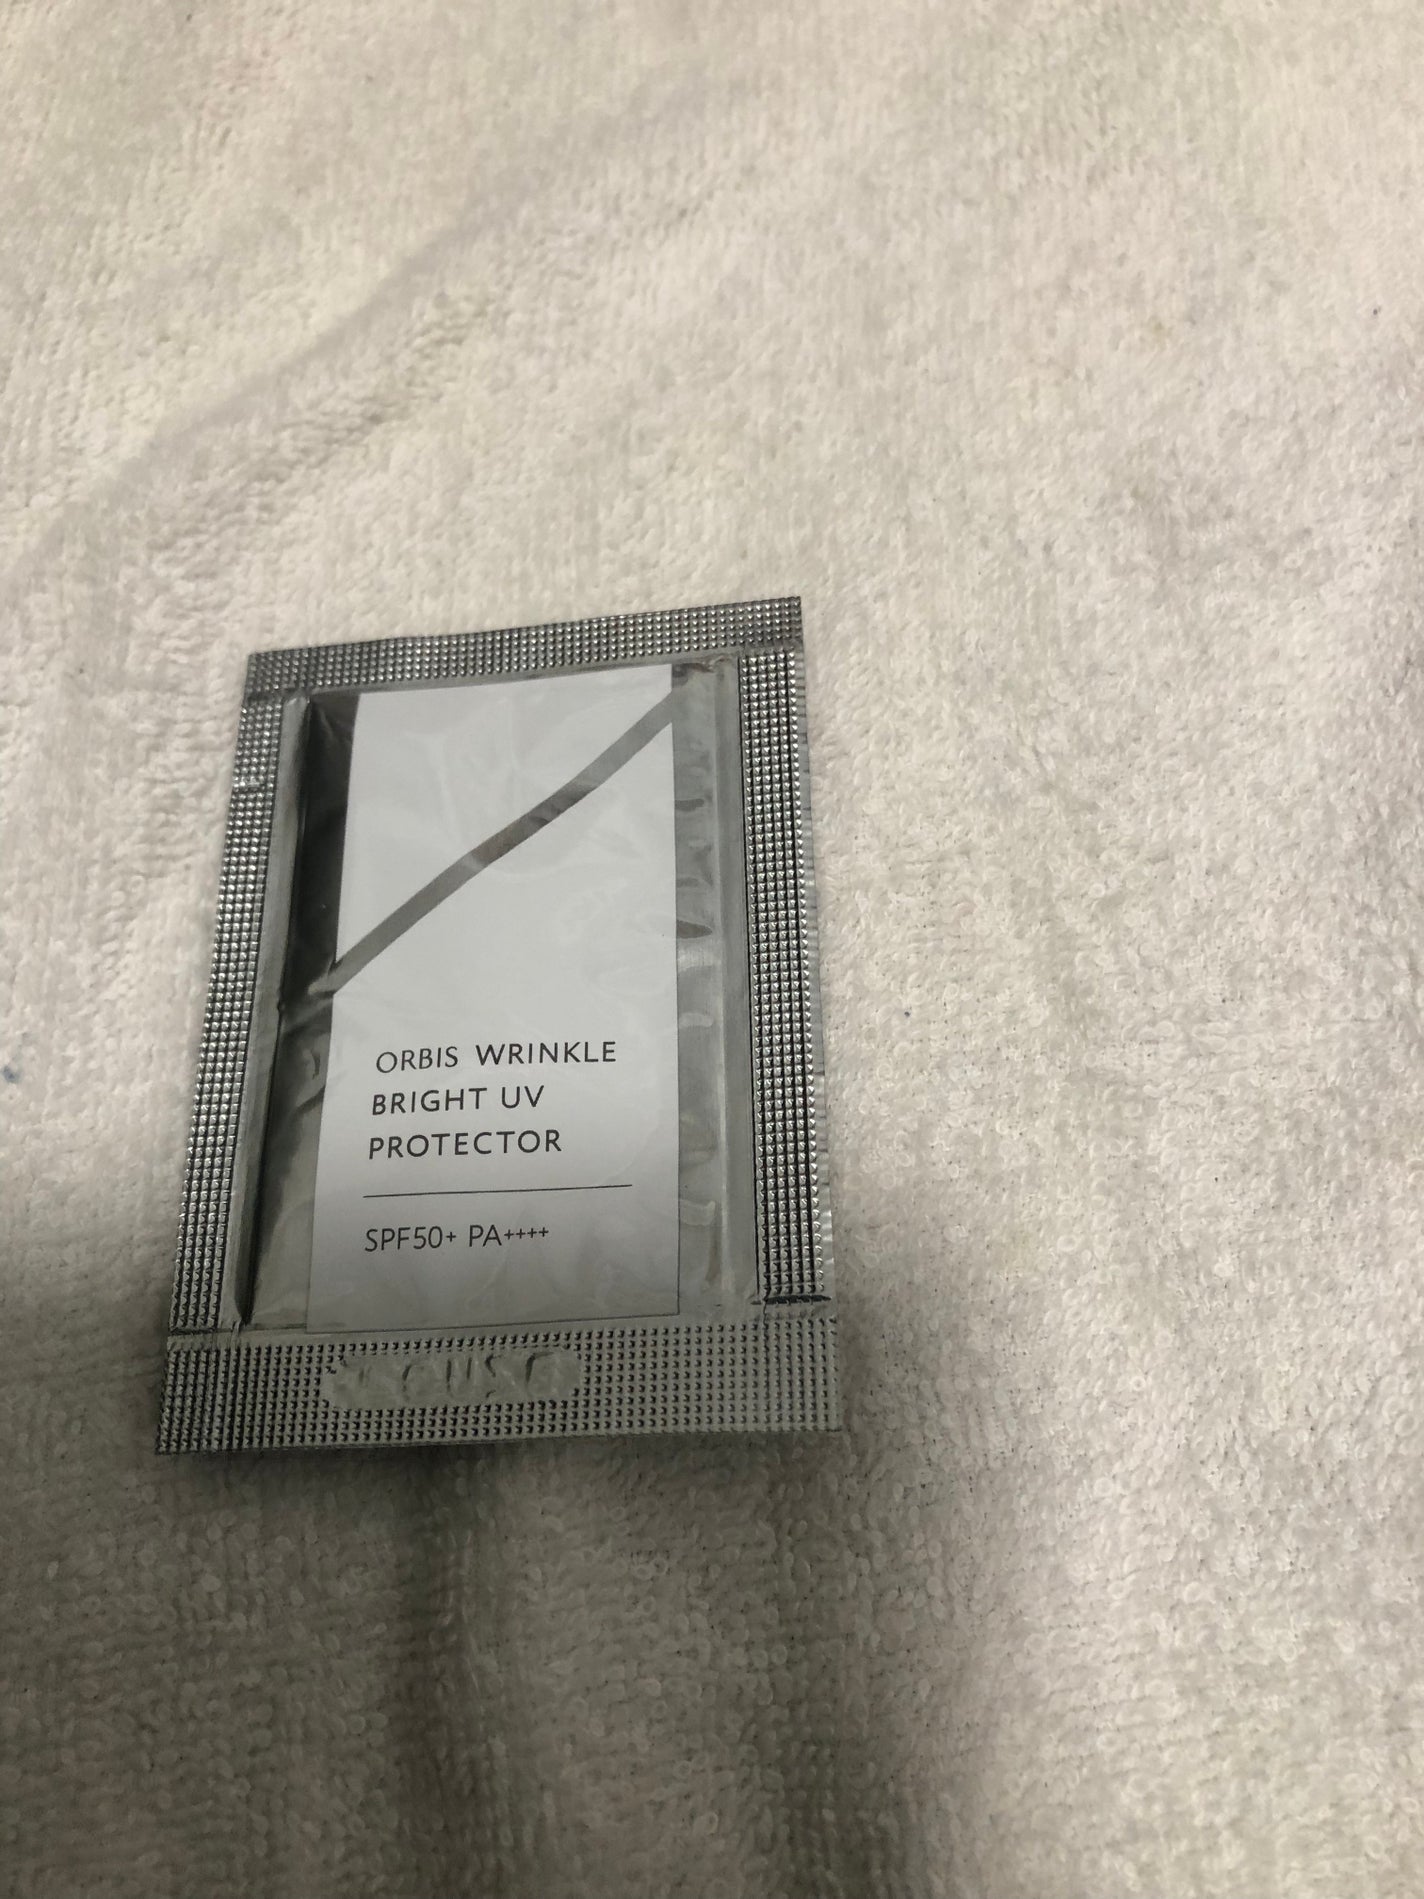 ORBIS WRINKLE
BRIGHT UV
PROTECTOR
SPF50+ PA++++